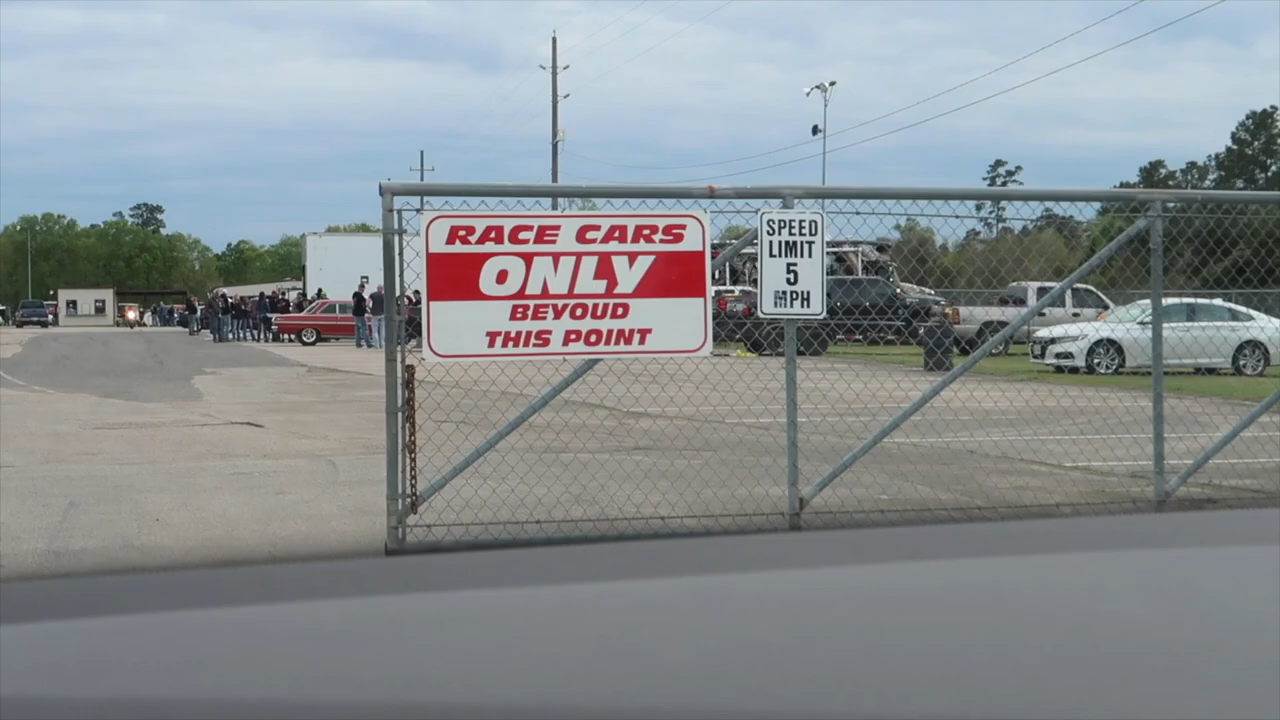 RACE CARS
ONLY
BEYOUD
THIS POINT
SPEED
LIMIT
5
MPH